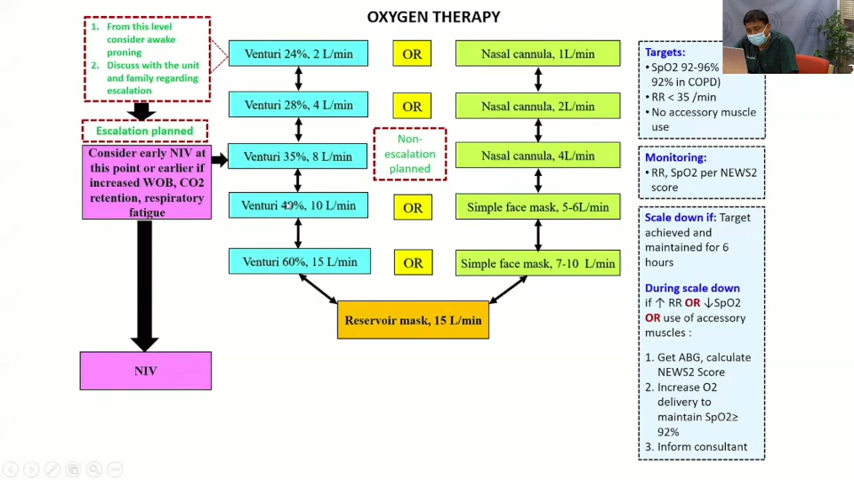 OXYGEN THERAPY
1. From this level
consider awake
proning
2. Discuss with the unit
and family regarding
escalation
Escalation planned
Consider early NIV at
this point or earlier if
increased WOB, CO2
retention, respiratory
fatigue
NIV
Venturi 24%, 2 L/min
OR
Nasal cannula, 1L/min
Venturi 28%, 4 L/min
OR
Nasal cannula, 2L/min
Venturi 35%, 8 L/min
Non-
escalation
planned
Nasal cannula, 4L/min
Venturi 40%, 10 L/min
OR
Simple face mask, 5-6L/min
Venturi 60%, 15 L/min
OR
Simple face mask, 7-10 L/min
Reservoir mask, 15 L/min
Targets:
• SpO2 92-96%
92% in COPD)
• RR < 35 /min
• No accessory muscle
use
Monitoring:
• RR, SpO2 per NEWS2
score
Scale down if: Target
achieved and
maintained for 6
hours
During scale down
if ↑ RR OR ↓SpO2
OR use of accessory
muscles :
1. Get ABG, calculate
NEWS2 Score
2. Increase O2
delivery to
maintain SpO2≥
92%
3. Inform consultant